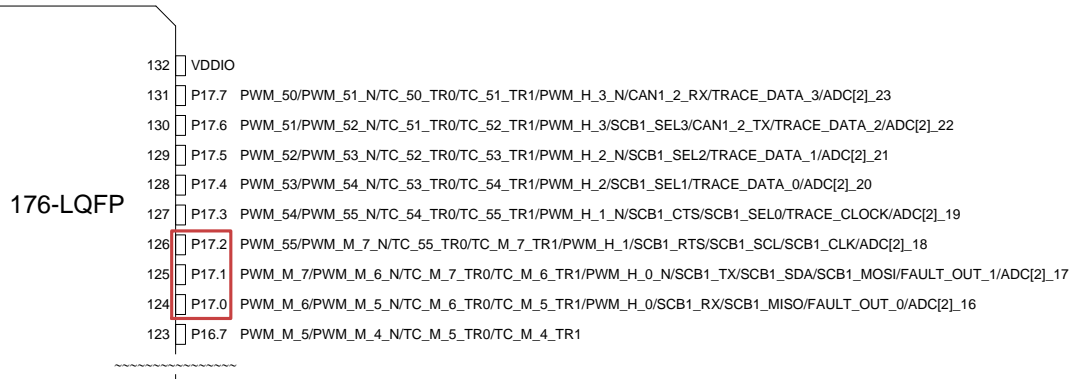 132 VDDIO
131 P17.7 PWM_50/PWM_51_N/TC_50_TR0/TC_51_TR1/PWM_H_3_N/CAN1_2_RX/TRACE_DATA_3/ADC[2]_23
130 P17.6 PWM_51/PWM_52_N/TC_51_TR0/TC_52_TR1/PWM_H_3/SCB1_SEL3/CAN1_2_TX/TRACE_DATA_2/ADC[2]_22
129 P17.5 PWM_52/PWM_53_N/TC_52_TR0/TC_53_TR1/PWM_H_2_N/SCB1_SEL2/TRACE_DATA_1/ADC[2]_21
128 P17.4 PWM_53/PWM_54_N/TC_53_TR0/TC_54_TR1/PWM_H_2/SCB1_SEL1/TRACE_DATA_0/ADC[2]_20
176-LQFP
127 P17.3 PWM_54/PWM_55_N/TC_54_TR0/TC_55_TR1/PWM_H_1_N/SCB1_CTS/SCB1_SEL0/TRACE_CLOCK/ADC[2]_19
126 P17.2 PWM_55/PWM_M_7_N/TC_55_TR0/TC_M_7_TR1/PWM_H_1/SCB1_RTS/SCB1_SCL/SCB1_CLK/ADC[2]_18
125 P17.1 PWM_M_7/PWM_M_6_N/TC_M_7_TR0/TC_M_6_TR1/PWM_H_0_N/SCB1_TX/SCB1_SDA/SCB1_MOSI/FAULT_OUT_1/ADC[2]_17
124 P17.0 PWM_M_6/PWM_M_5_N/TC_M_6_TR0/TC_M_5_TR1/PWM_H_0/SCB1_RX/SCB1_MISO/FAULT_OUT_0/ADC[2]_16
123 P16.7 PWM_M_5/PWM_M_4_N/TC_M_5_TR0/TC_M_4_TR1
~~~~~~~~~~~~~~~~